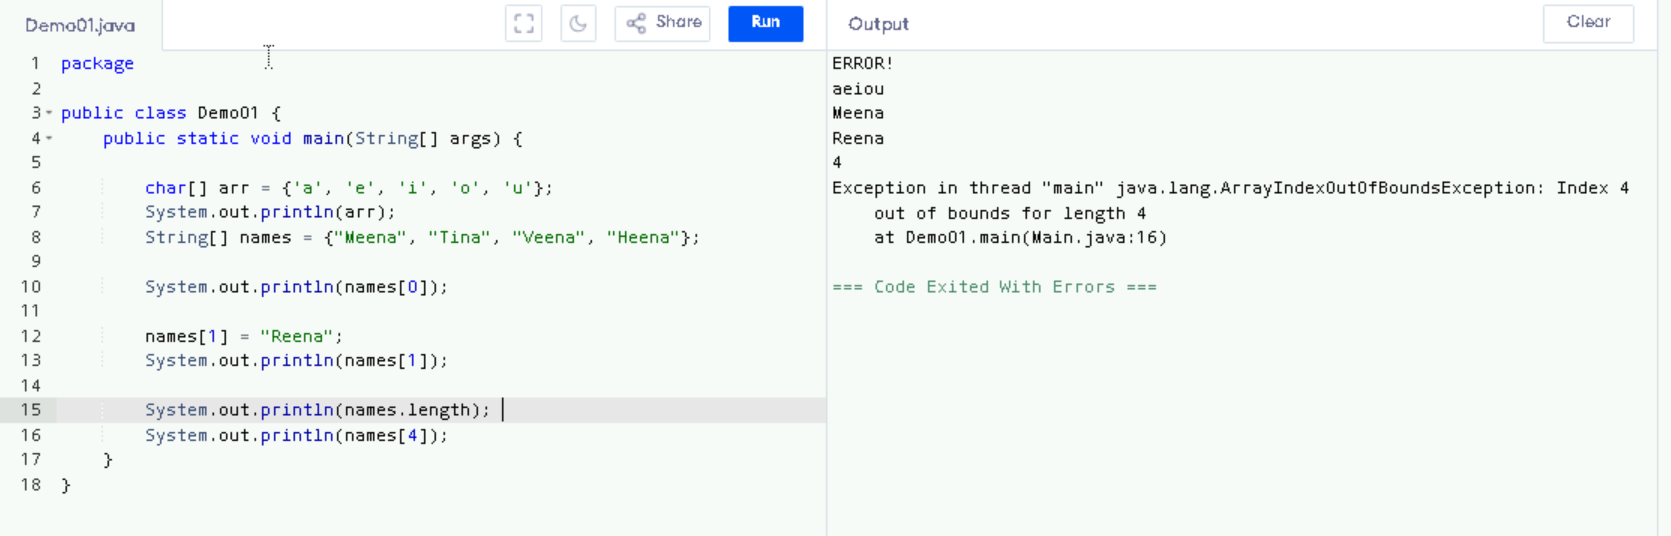 Demo01.java
Share
Run
Output
Clear
1 package
2
3 public class Demo01 {
4     public static void main(String[] args) {
5
6         char[] arr = {'a', 'e', 'i', 'o', 'u'};
7         System.out.println(arr);
8         String[] names = {"Meena", "Tina", "Veena", "Heena"};
9
10         System.out.println(names[0]);
11
12         names[1] = "Reena";
13         System.out.println(names[1]);
14
15         System.out.println(names.length);
16         System.out.println(names[4]);
17     }
18 }
ERROR!
aeiou
Meena
Reena
4
Exception in thread "main" java.lang.ArrayIndexOutOfBoundsException: Index 4
    out of bounds for length 4
    at Demo01.main(Main.java:16)
=== Code Exited With Errors ===